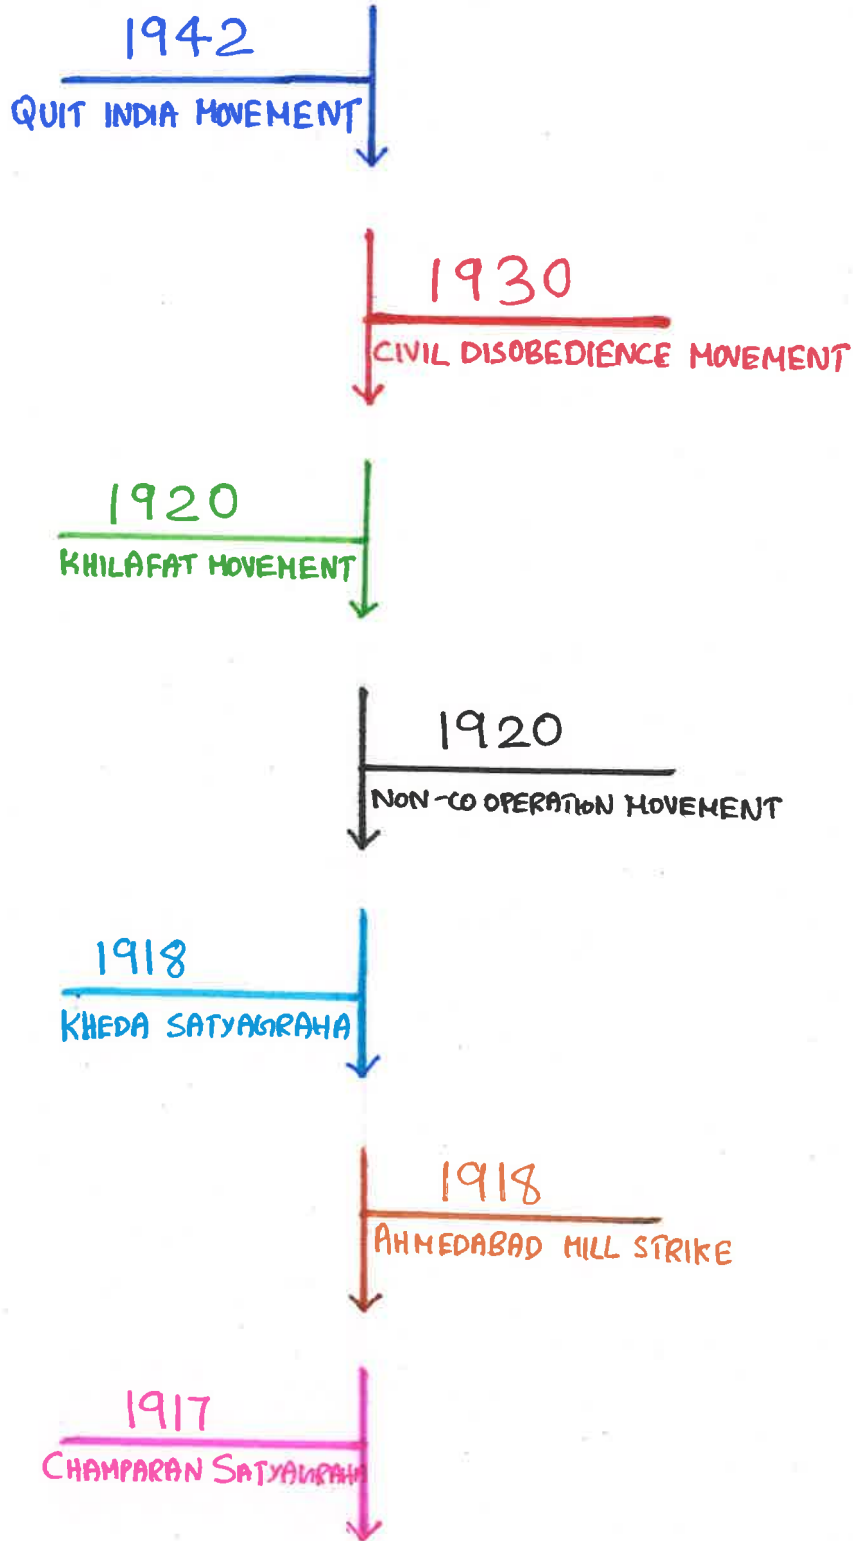 1942
QUIT INDIA MOVEMENT
1930
CIVIL DISOBEDIENCE MOVEMENT
1920
KHILAFAT MOVEMENT
1920
NON-CO OPERATION MOVEMENT
1918
KHEDA SATYAGRAHA
1918
AHMEDABAD MILL STRIKE
1917
CHAMPARAN SATYAGRAHA